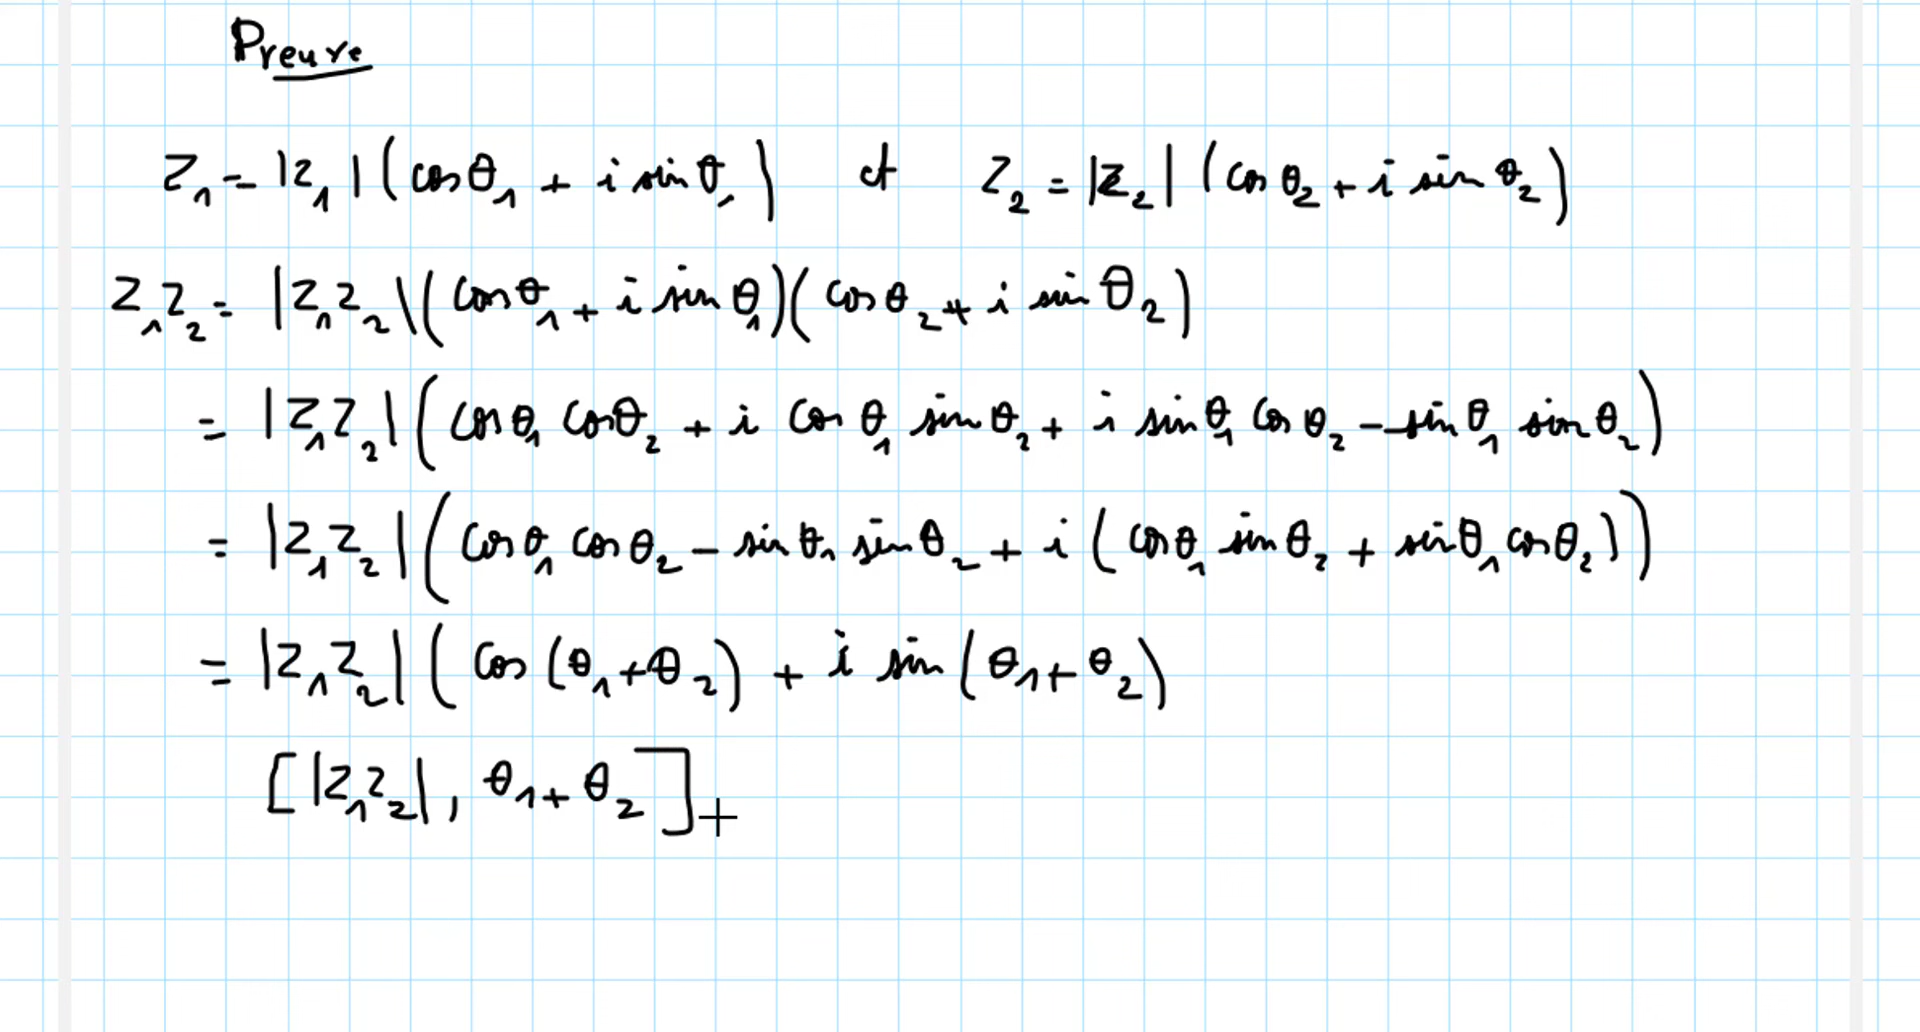 Preuve
Z₁ = |Z₁| (cos θ₁ + i sin θ₁) et Z₂ = |Z₂| (cos θ₂ + i sin θ₂)
Z₁Z₂ = |Z₁Z₂| (cos θ₁ + i sin θ₁)(cos θ₂ + i sin θ₂)
= |Z₁Z₂| (cos θ₁ cos θ₂ + i cos θ₁ sin θ₂ + i sin θ₁ cos θ₂ - sin θ₁ sin θ₂)
= |Z₁Z₂| (cos θ₁ cos θ₂ - sin θ₁ sin θ₂ + i (cos θ₁ sin θ₂ + sin θ₁ cos θ₂))
= |Z₁Z₂| (cos (θ₁+θ₂) + i sin (θ₁+θ₂)
[|Z₁Z₂|, θ₁+θ₂]